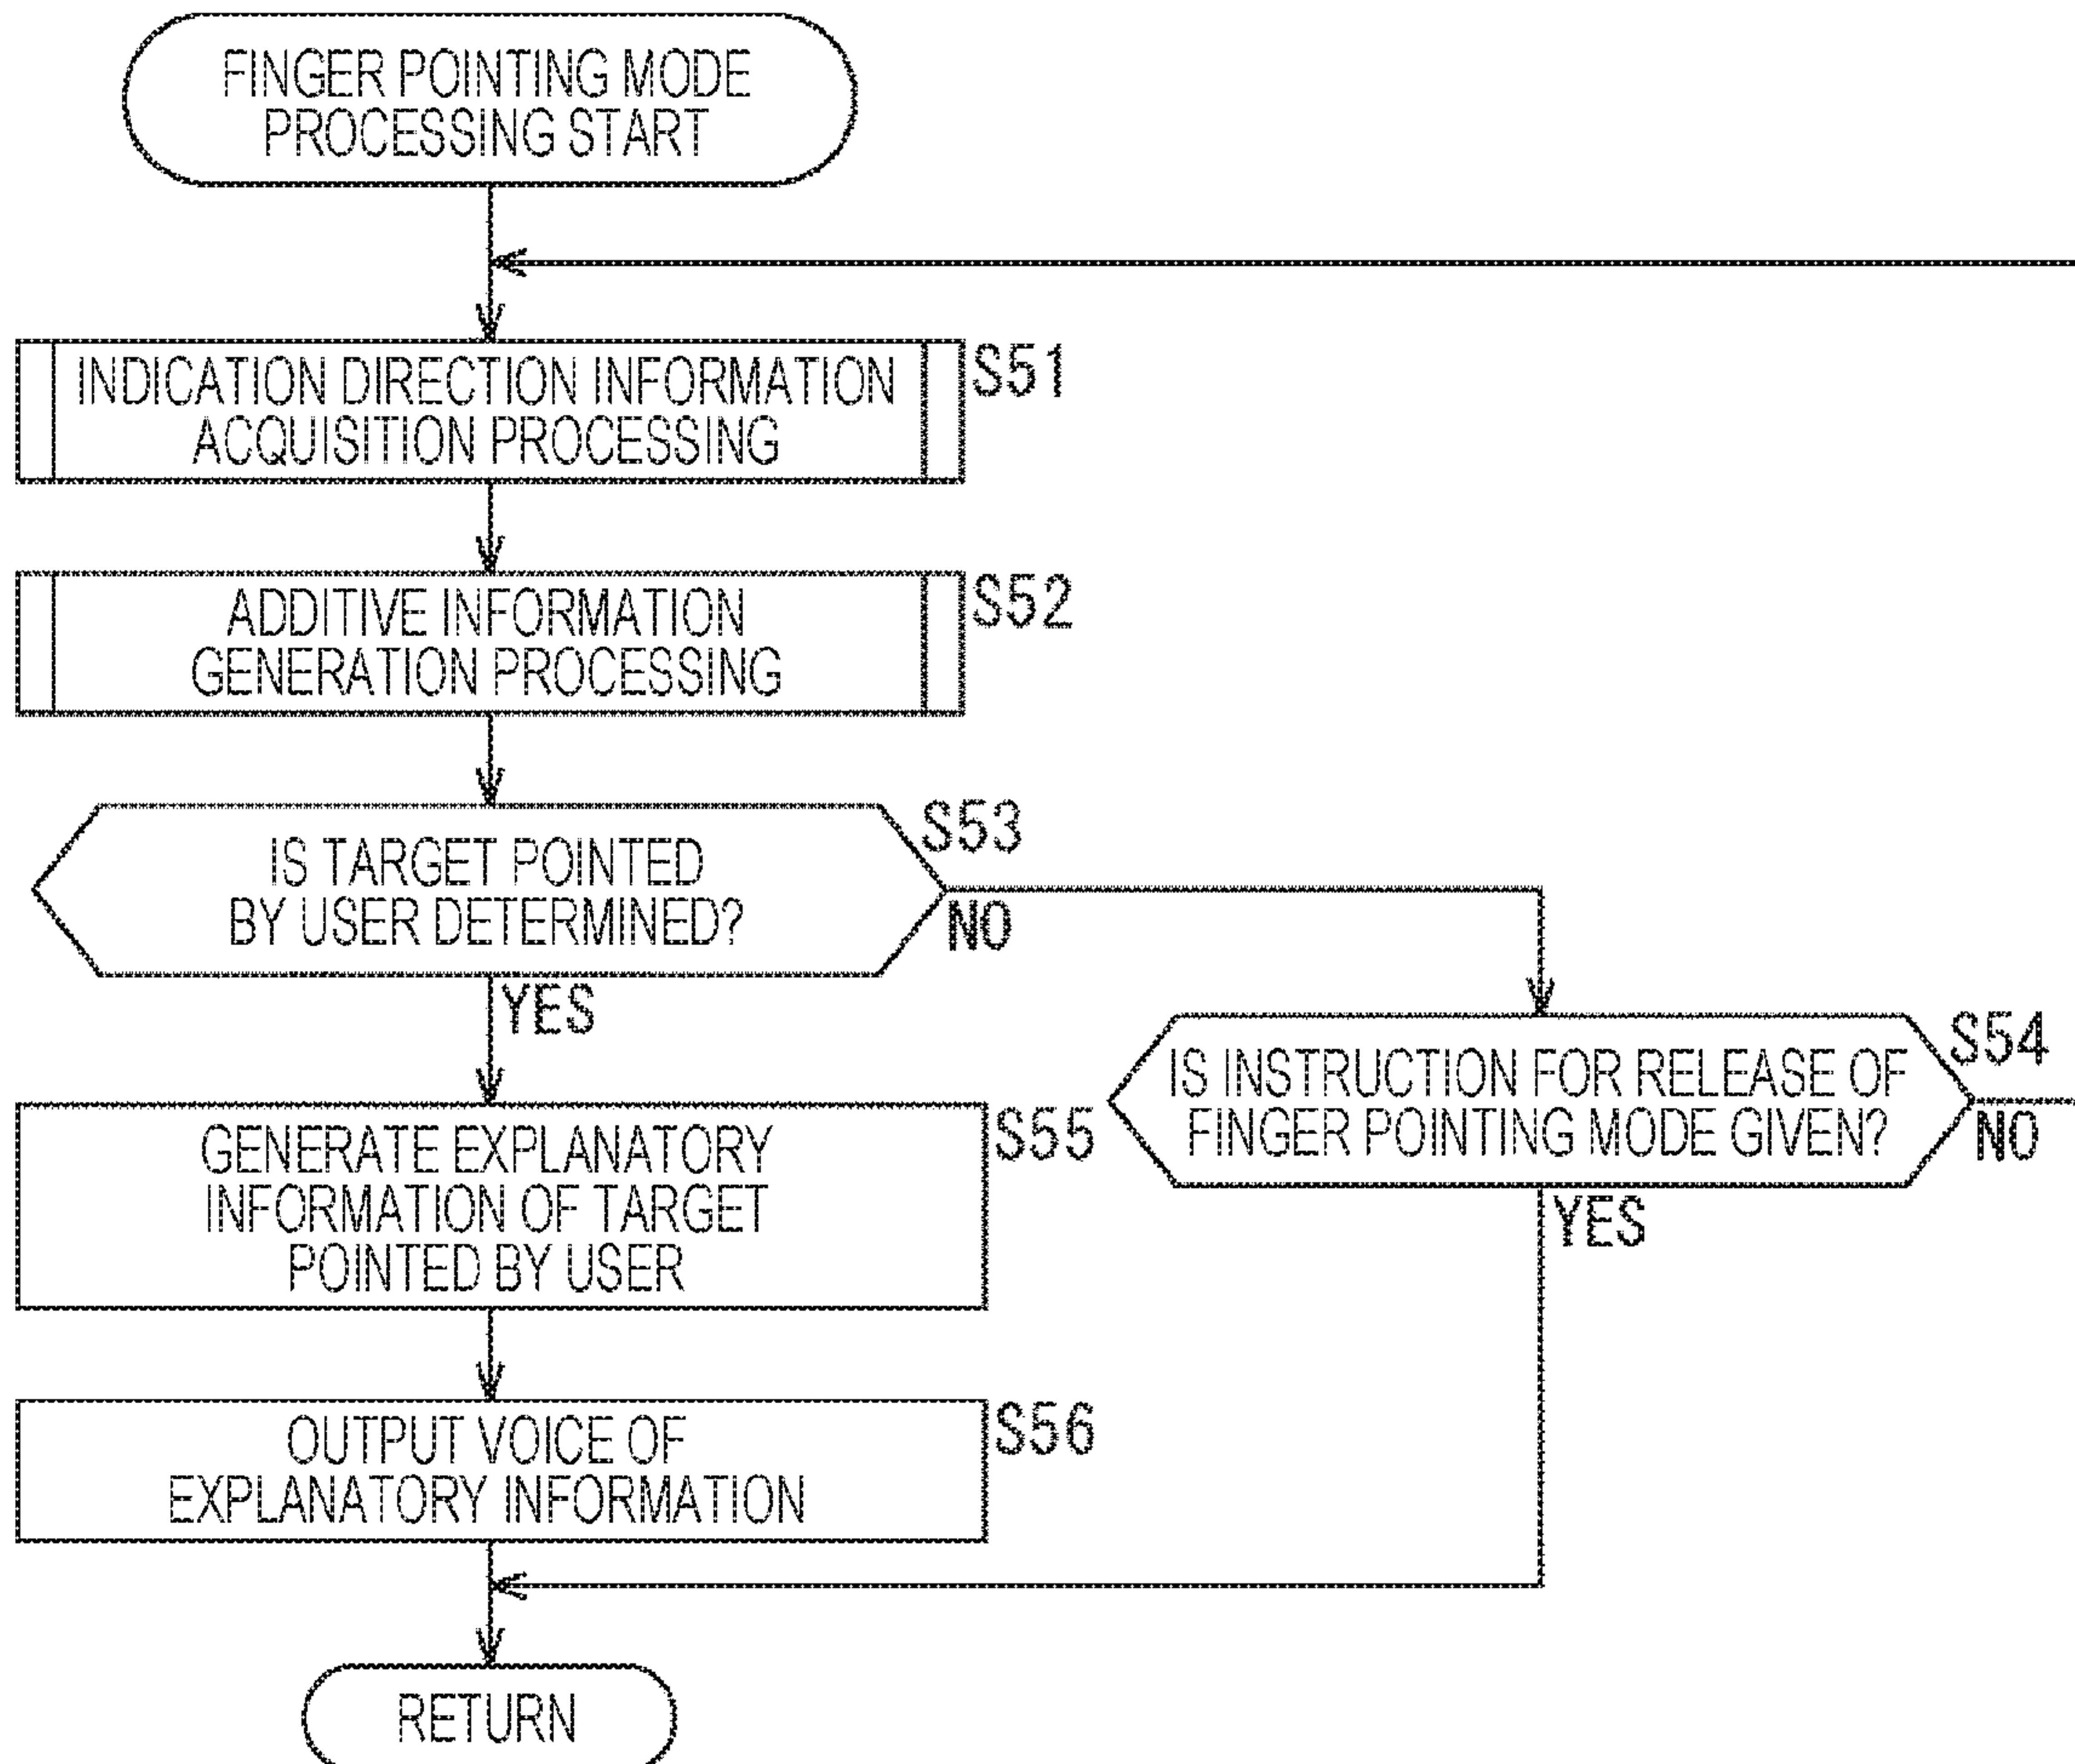 FINGER POINTING MODE
PROCESSING START
INDICATION DIRECTION INFORMATION
ACQUISITION PROCESSING
S51
ADDITIVE INFORMATION
GENERATION PROCESSING
S52
IS TARGET POINTED
BY USER DETERMINED?
S53
NO
YES
IS INSTRUCTION FOR RELEASE OF
FINGER POINTING MODE GIVEN?
S54
NO
YES
GENERATE EXPLANATORY
INFORMATION OF TARGET
POINTED BY USER
S55
OUTPUT VOICE OF
EXPLANATORY INFORMATION
S56
RETURN